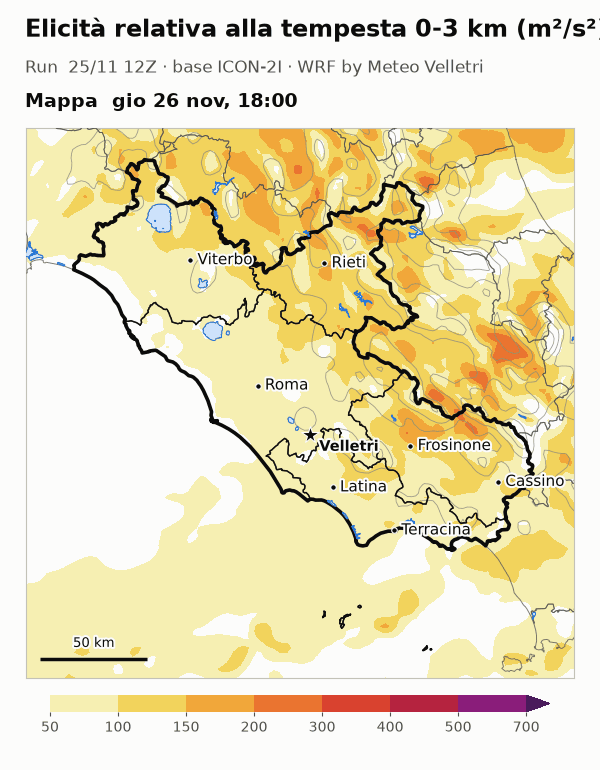 Elicità relativa alla tempesta 0-3 km (m²/s²)
Run 25/11 12Z · base ICON-2I · WRF by Meteo Velletri
Mappa gio 26 nov, 18:00
Viterbo
Rieti
Roma
Velletri
Frosinone
Latina
Cassino
Terracina
50 km
50 100 150 200 300 400 500 700